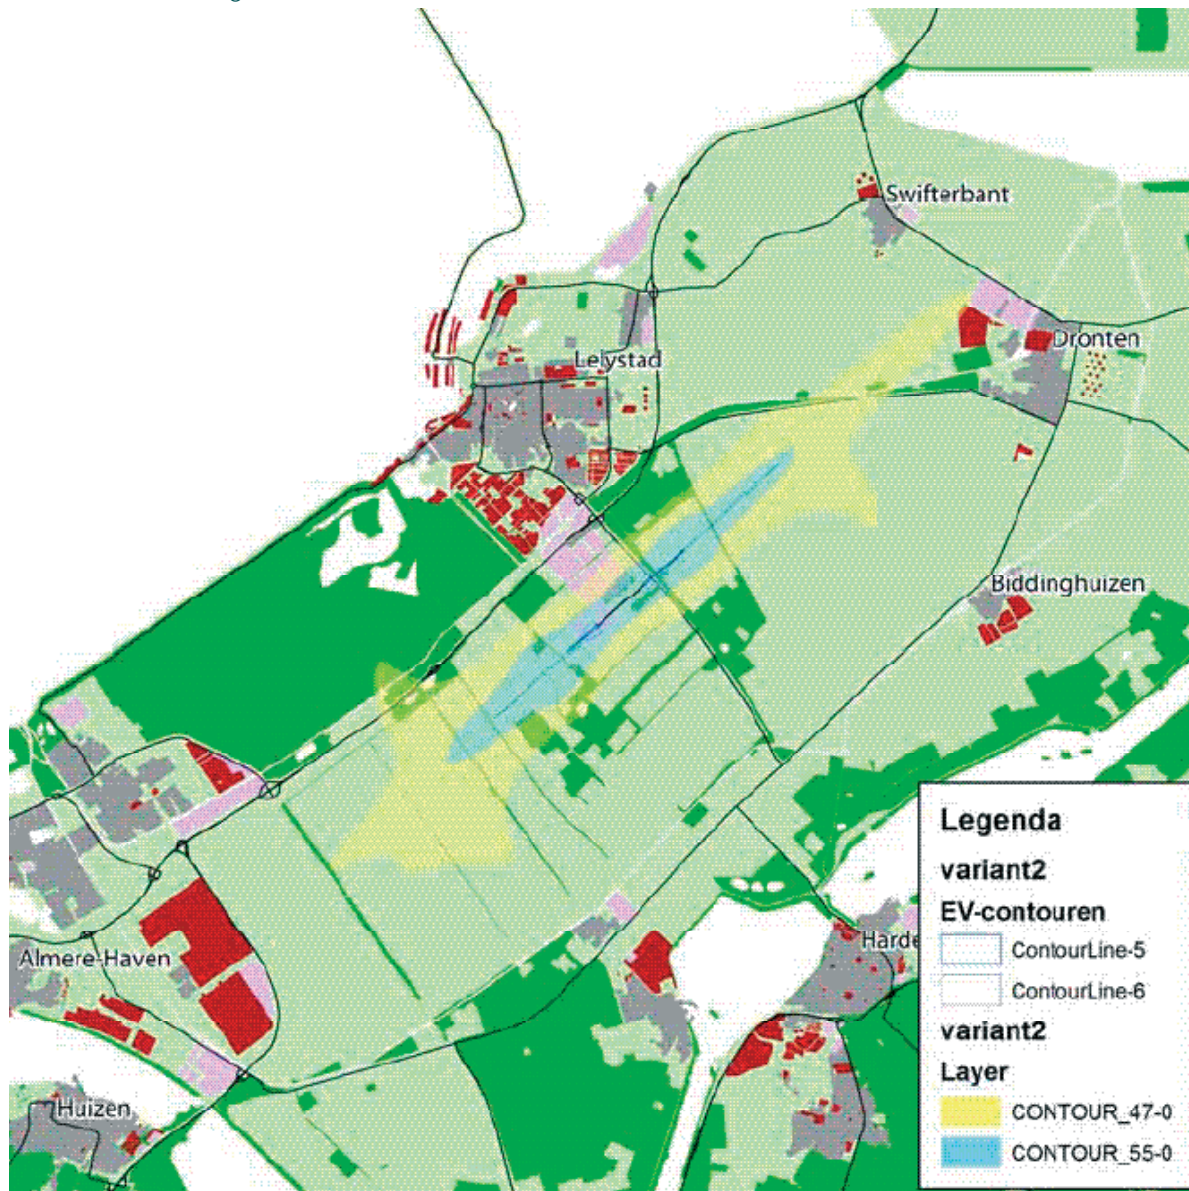 Swifterbant
Dronten
Lelystad
Biddinghuizen
Legenda
variant2
EV-contouren
ContourLine-5
ContourLine-6
variant2
Layer
CONTOUR_47-0
CONTOUR_55-0
Harde
Almere-Haven
Huizen